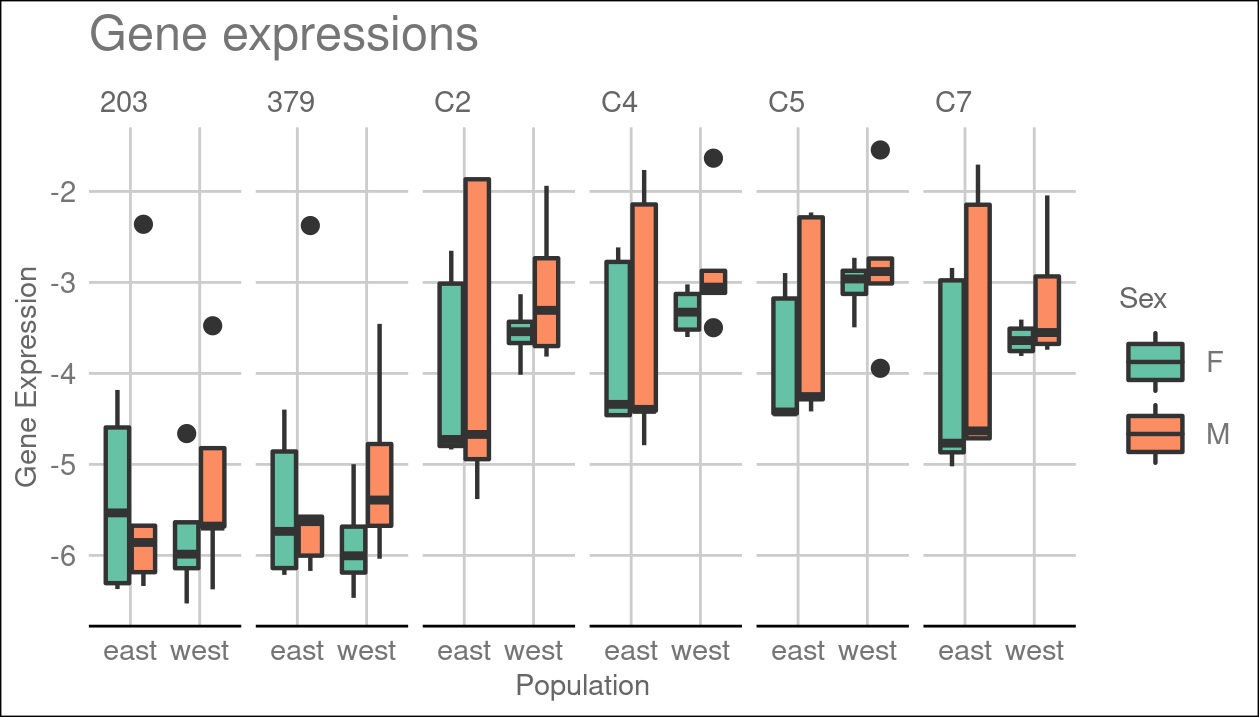 Gene expressions
203 379 C2 C4 C5 C7
-2
-3
-4
-5
-6
Gene Expression
east west east west east west east west east west east west
Population
Sex
F
M